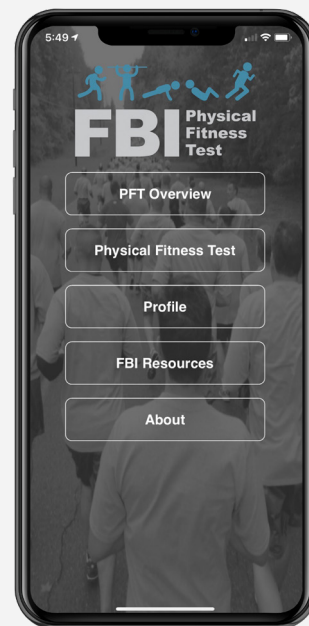 5:49
FBI Physical
Fitness
Test
PFT Overview
Physical Fitness Test
Profile
FBI Resources
About